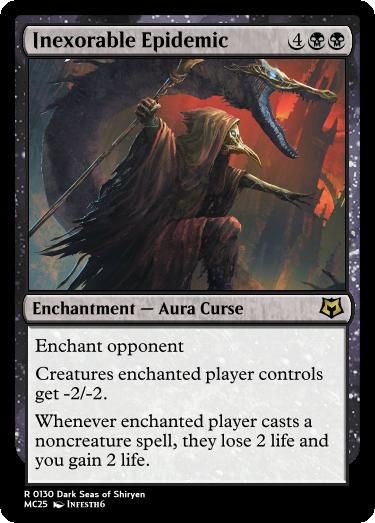 Inexorable Epidemic 4
Enchantment — Aura Curse
Enchant opponent
Creatures enchanted player controls
get -2/-2.
Whenever enchanted player casts a
noncreature spell, they lose 2 life and
you gain 2 life.
R 0130 Dark Seas of Shiryen
MC25 Infesth6